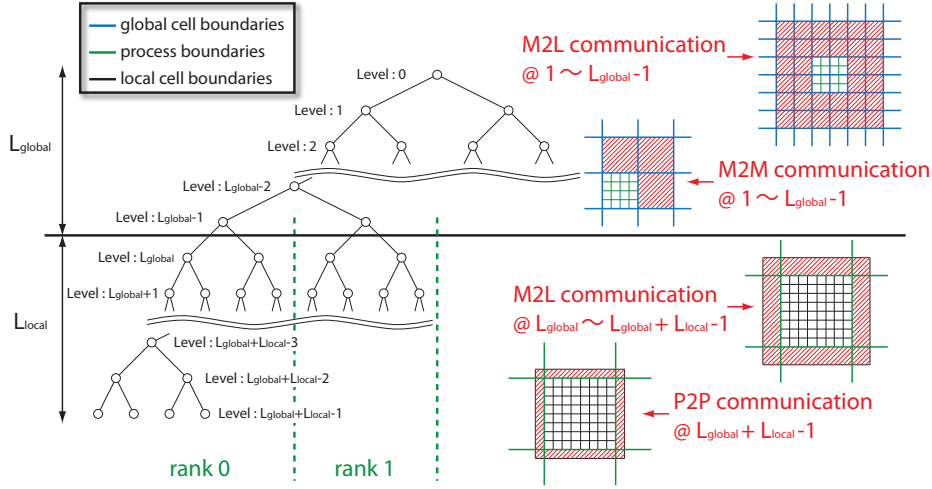 global cell boundaries
process boundaries
local cell boundaries
Level : 0
Level : 1
Level : 2
Level : Lglobal-2
Level : Lglobal-1
Level : Lglobal
Level : Lglobal+1
Level : Lglobal+Llocal-3
Level : Lglobal+Llocal-2
Level : Lglobal+Llocal-1
Lglobal
Llocal
rank 0
rank 1
M2L communication
@ 1 ~ Lglobal-1
M2M communication
@ 1 ~ Lglobal-1
M2L communication
@ Lglobal ~ Lglobal + Llocal-1
P2P communication
@ Lglobal + Llocal-1